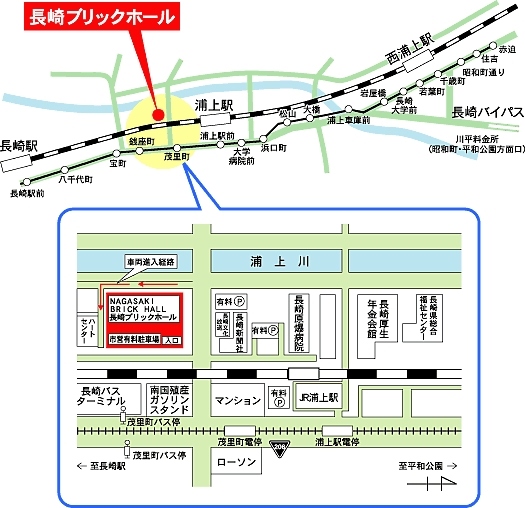 長崎ブリックホール
西浦上駅
赤迫
住吉
昭和町通り
千歳町
若葉町
長崎
大学前
岩屋橋
浦上車庫前
大橋
松山
浜口町
大学
病院前
浦上駅
浦上駅前
茂里町
銭座町
宝町
八千代町
長崎駅前
長崎駅
長崎バイパス
川平料金所
(昭和町・平和公園方面口)
車両進入経路
浦上川
NAGASAKI
BRICK HALL
長崎ブリックホール
市営有料駐車場
入口
ハート
センター
有料P
長崎放送
文化
長崎新聞社
有料P
長崎原爆病院
長崎厚生
年金会館
長崎県総合
福祉センター
長崎バス
ターミナル
南国殖産
ガソリン
スタンド
マンション
有料
P
JR浦上駅
茂里町バス停
茂里町電停
浦上駅電停
茂里町バス停
ローソン
←至長崎駅
至平和公園→